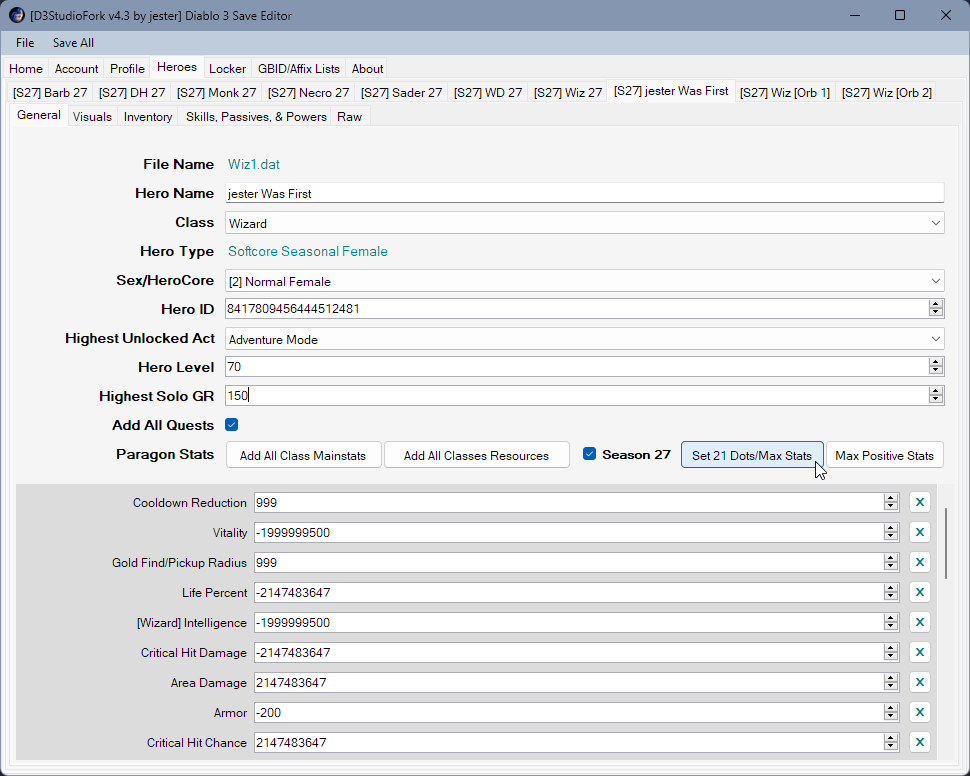 [D3StudioFork v4.3 by jester] Diablo 3 Save Editor
File Save All
Home Account Profile Heroes Locker GBID/Affix Lists About
[S27] Barb 27 [S27] DH 27 [S27] Monk 27 [S27] Necro 27 [S27] Sader 27 [S27] WD 27 [S27] Wiz 27 [S27] jester Was First [S27] Wiz [Orb 1] [S27] Wiz [Orb 2]
General Visuals Inventory Skills, Passives, & Powers Raw
File Name Wiz1.dat
Hero Name jester Was First
Class Wizard
Hero Type Softcore Seasonal Female
Sex/HeroCore [2] Normal Female
Hero ID 8417809456444512481
Highest Unlocked Act Adventure Mode
Hero Level 70
Highest Solo GR 150
Add All Quests
Paragon Stats Add All Class Mainstats Add All Classes Resources Season 27 Set 21 Dots/Max Stats Max Positive Stats
Cooldown Reduction 999 X
Vitality -1999999500 X
Gold Find/Pickup Radius 999 X
Life Percent -2147483647 X
[Wizard] Intelligence -1999999500 X
Critical Hit Damage -2147483647 X
Area Damage 2147483647 X
Armor -200 X
Critical Hit Chance 2147483647 X